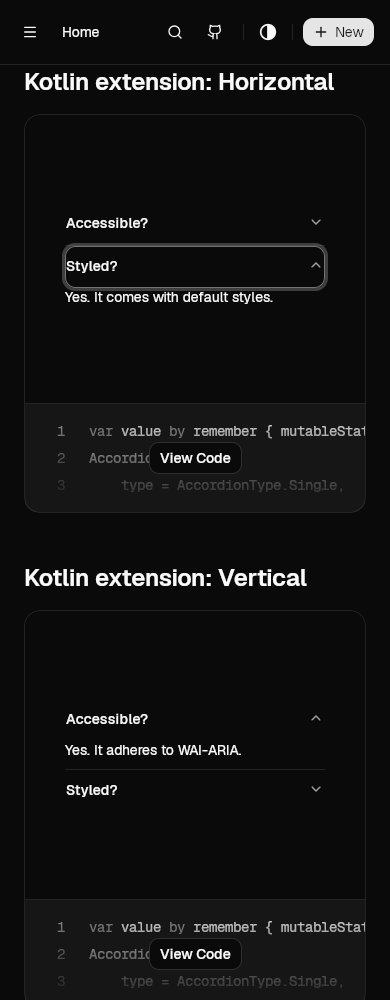 Home
New
Kotlin extension: Horizontal
Accessible?
Styled?
Yes. It comes with default styles.
1 var value by remember { mutableStat
2 Accordio
View Code
3 type = AccordionType.Single,
Kotlin extension: Vertical
Accessible?
Yes. It adheres to WAI-ARIA.
Styled?
1 var value by remember { mutableStat
2 Accordio
View Code
3 type = AccordionType.Single,